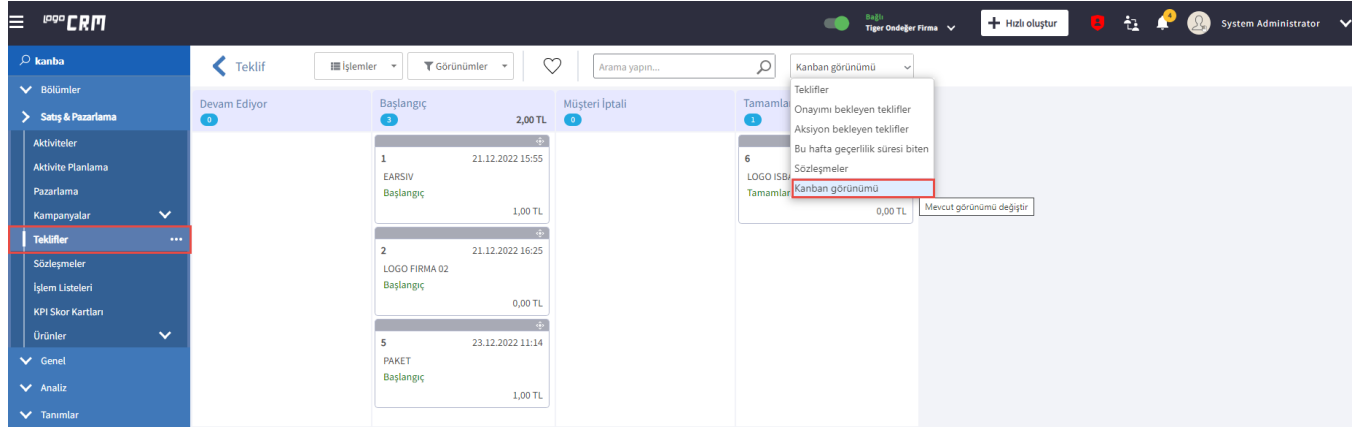 logo CRM
Bağlı
Tiger Ondeğer Firma
Hızlı oluştur
4
System Administrator
kanba
Bölümler
Satış & Pazarlama
Aktiviteler
Aktivite Planlama
Pazarlama
Kampanyalar
Teklifler
Sözleşmeler
İşlem Listeleri
KPI Skor Kartları
Ürünler
Genel
Analiz
Tanımlar
Teklif
İşlemler
Görünümler
Arama yapın...
Kanban görünümü
Teklifler
Onayımı bekleyen teklifler
Aksiyon bekleyen teklifler
Bu hafta geçerlilik süresi biten
Sözleşmeler
Kanban görünümü
Mevcut görünümü değiştir
Devam Ediyor
0
Başlangıç
3 2,00 TL
1 21.12.2022 15:55
EARSIV
Başlangıç
1,00 TL
2 21.12.2022 16:25
LOGO FIRMA 02
Başlangıç
0,00 TL
5 23.12.2022 11:14
PAKET
Başlangıç
1,00 TL
Müşteri İptali
0
Tamamla
1
6
LOGO ISBA
Tamamlar
0,00 TL